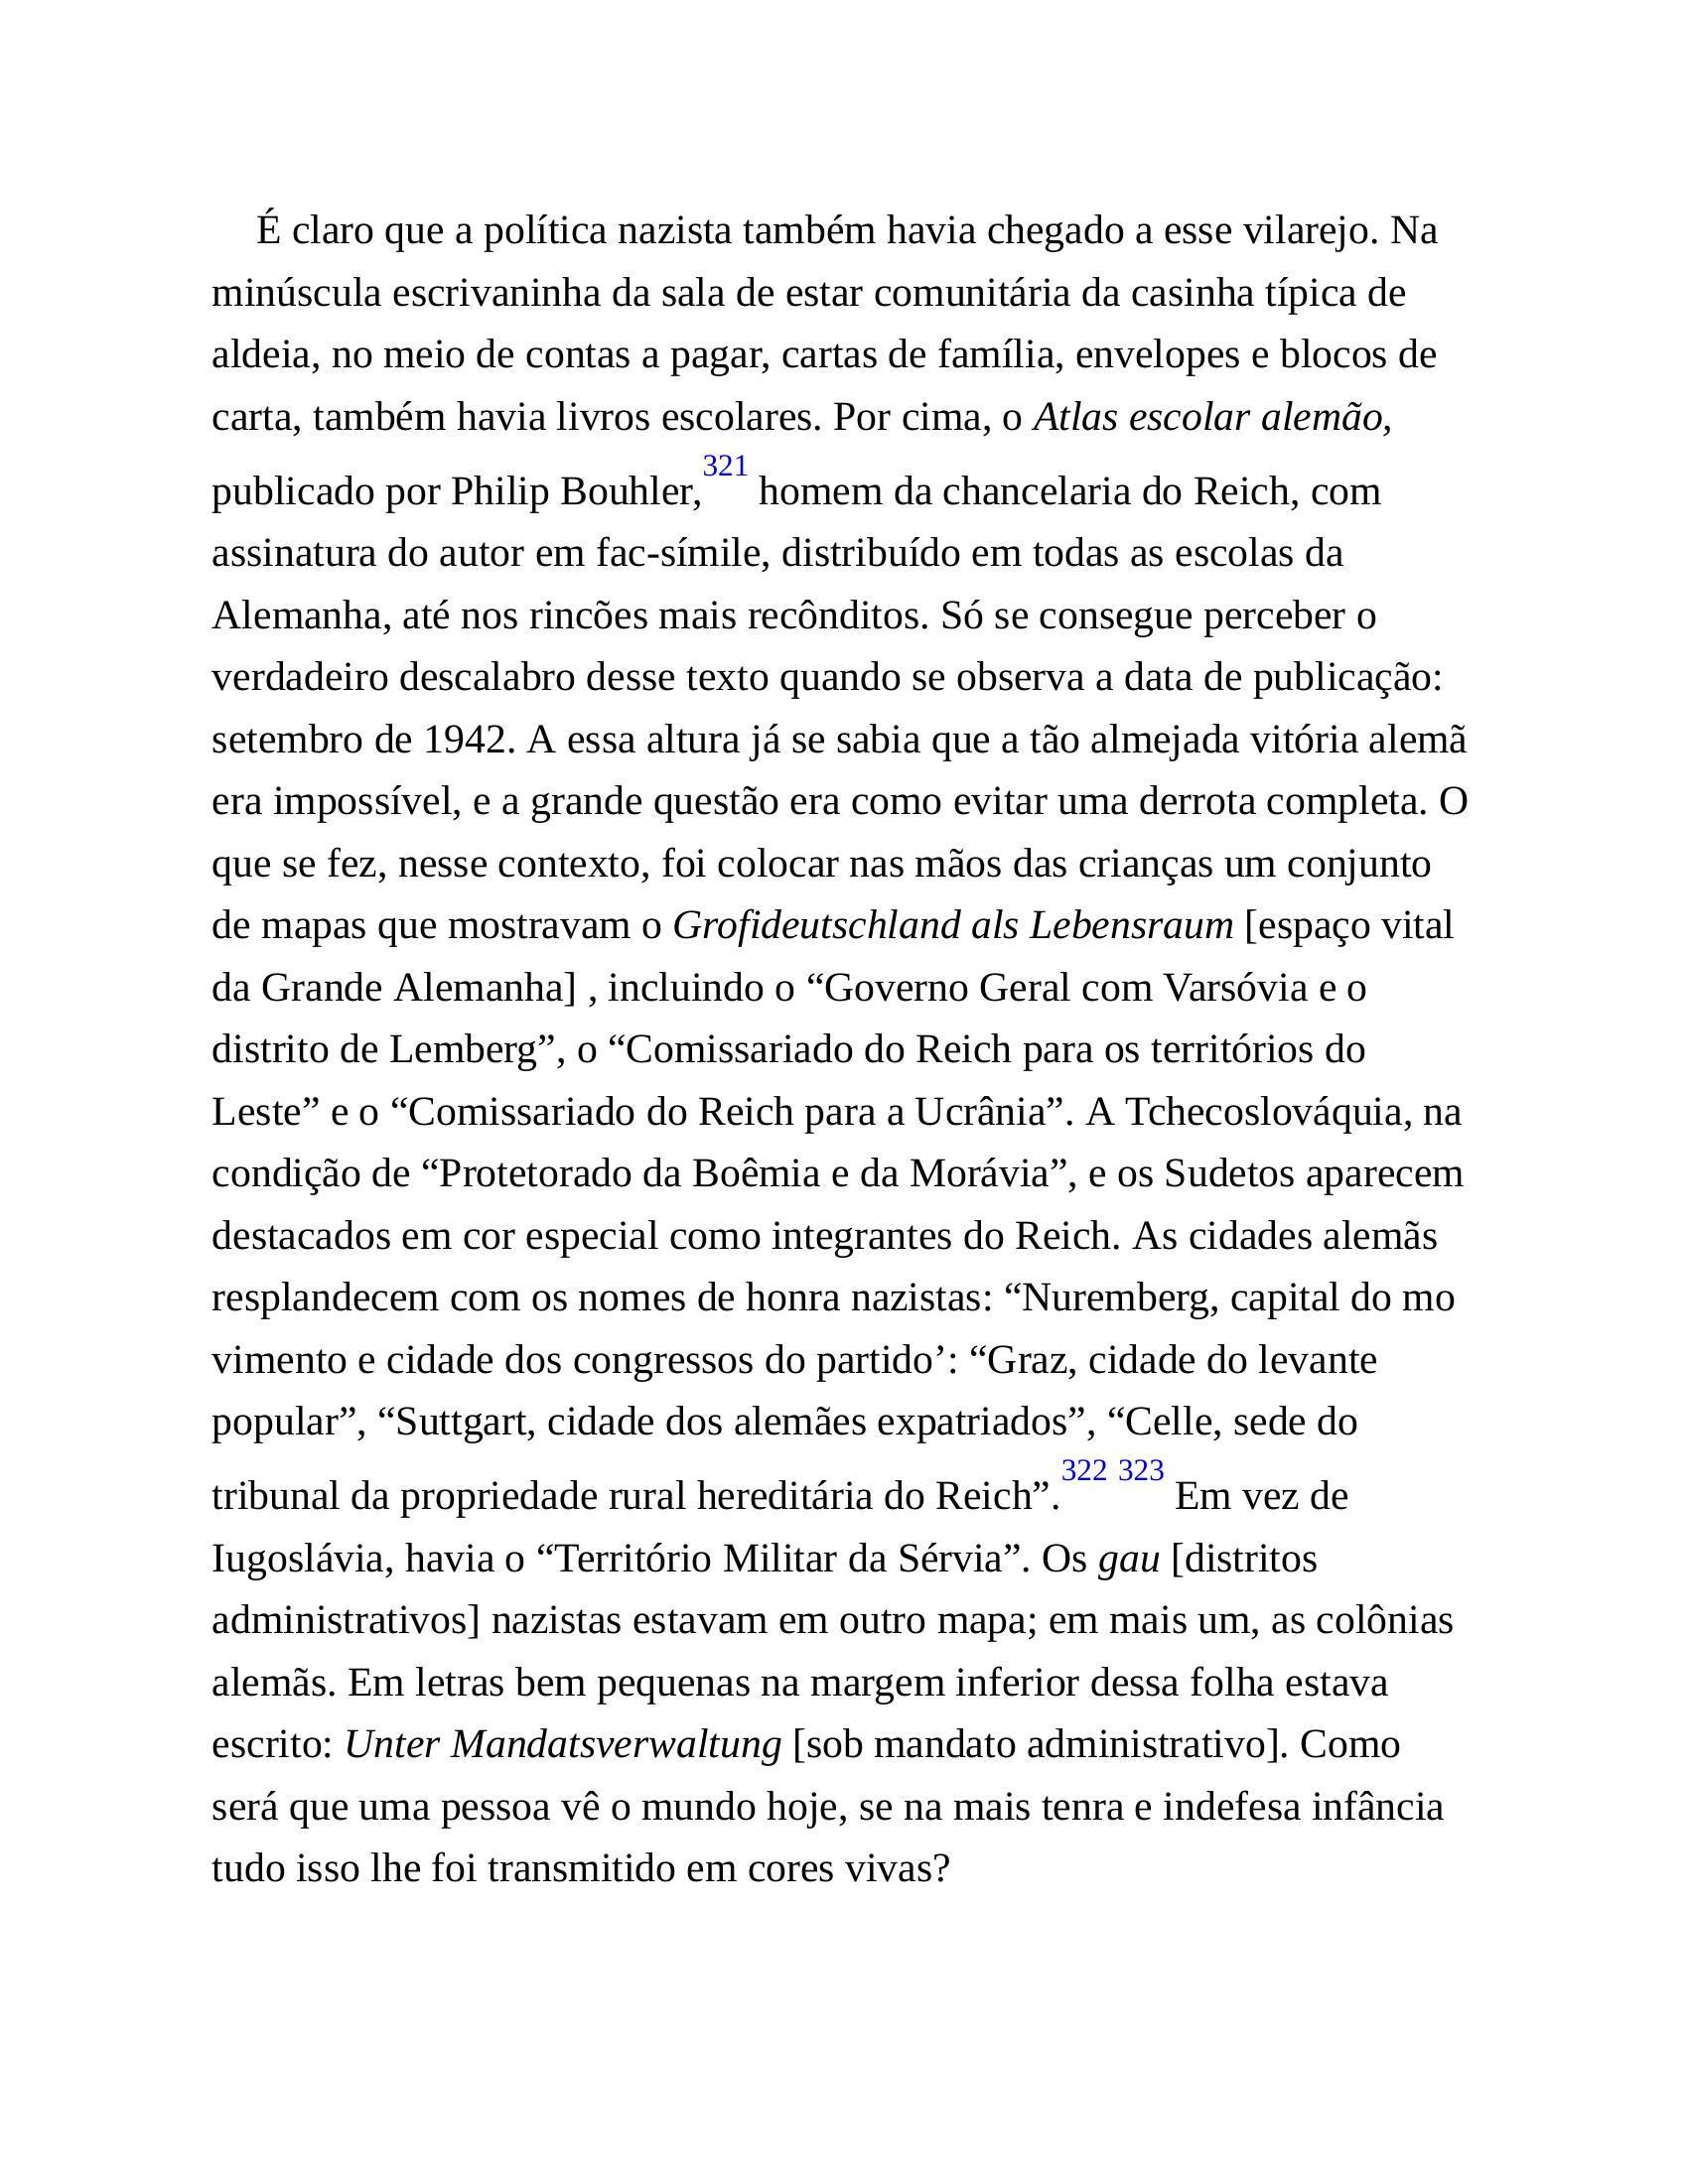 É claro que a política nazista também havia chegado a esse vilarejo. Na
minúscula escrivaninha da sala de estar comunitária da casinha típica de
aldeia, no meio de contas a pagar, cartas de família, envelopes e blocos de
carta, também havia livros escolares. Por cima, o Atlas escolar alemão,
publicado por Philip Bouhler,321 homem da chancelaria do Reich, com
assinatura do autor em fac-símile, distribuído em todas as escolas da
Alemanha, até nos rincões mais recônditos. Só se consegue perceber o
verdadeiro descalabro desse texto quando se observa a data de publicação:
setembro de 1942. A essa altura já se sabia que a tão almejada vitória alemã
era impossível, e a grande questão era como evitar uma derrota completa. O
que se fez, nesse contexto, foi colocar nas mãos das crianças um conjunto
de mapas que mostravam o Grofideutschland als Lebensraum [espaço vital
da Grande Alemanha] , incluindo o “Governo Geral com Varsóvia e o
distrito de Lemberg”, o “Comissariado do Reich para os territórios do
Leste” e o “Comissariado do Reich para a Ucrânia”. A Tchecoslováquia, na
condição de “Protetorado da Boêmia e da Morávia”, e os Sudetos aparecem
destacados em cor especial como integrantes do Reich. As cidades alemãs
resplandecem com os nomes de honra nazistas: “Nuremberg, capital do mo
vimento e cidade dos congressos do partido’: “Graz, cidade do levante
popular”, “Suttgart, cidade dos alemães expatriados”, “Celle, sede do
tribunal da propriedade rural hereditária do Reich”.322 323 Em vez de
Iugoslávia, havia o “Território Militar da Sérvia”. Os gau [distritos
administrativos] nazistas estavam em outro mapa; em mais um, as colônias
alemãs. Em letras bem pequenas na margem inferior dessa folha estava
escrito: Unter Mandatsverwaltung [sob mandato administrativo]. Como
será que uma pessoa vê o mundo hoje, se na mais tenra e indefesa infância
tudo isso lhe foi transmitido em cores vivas?